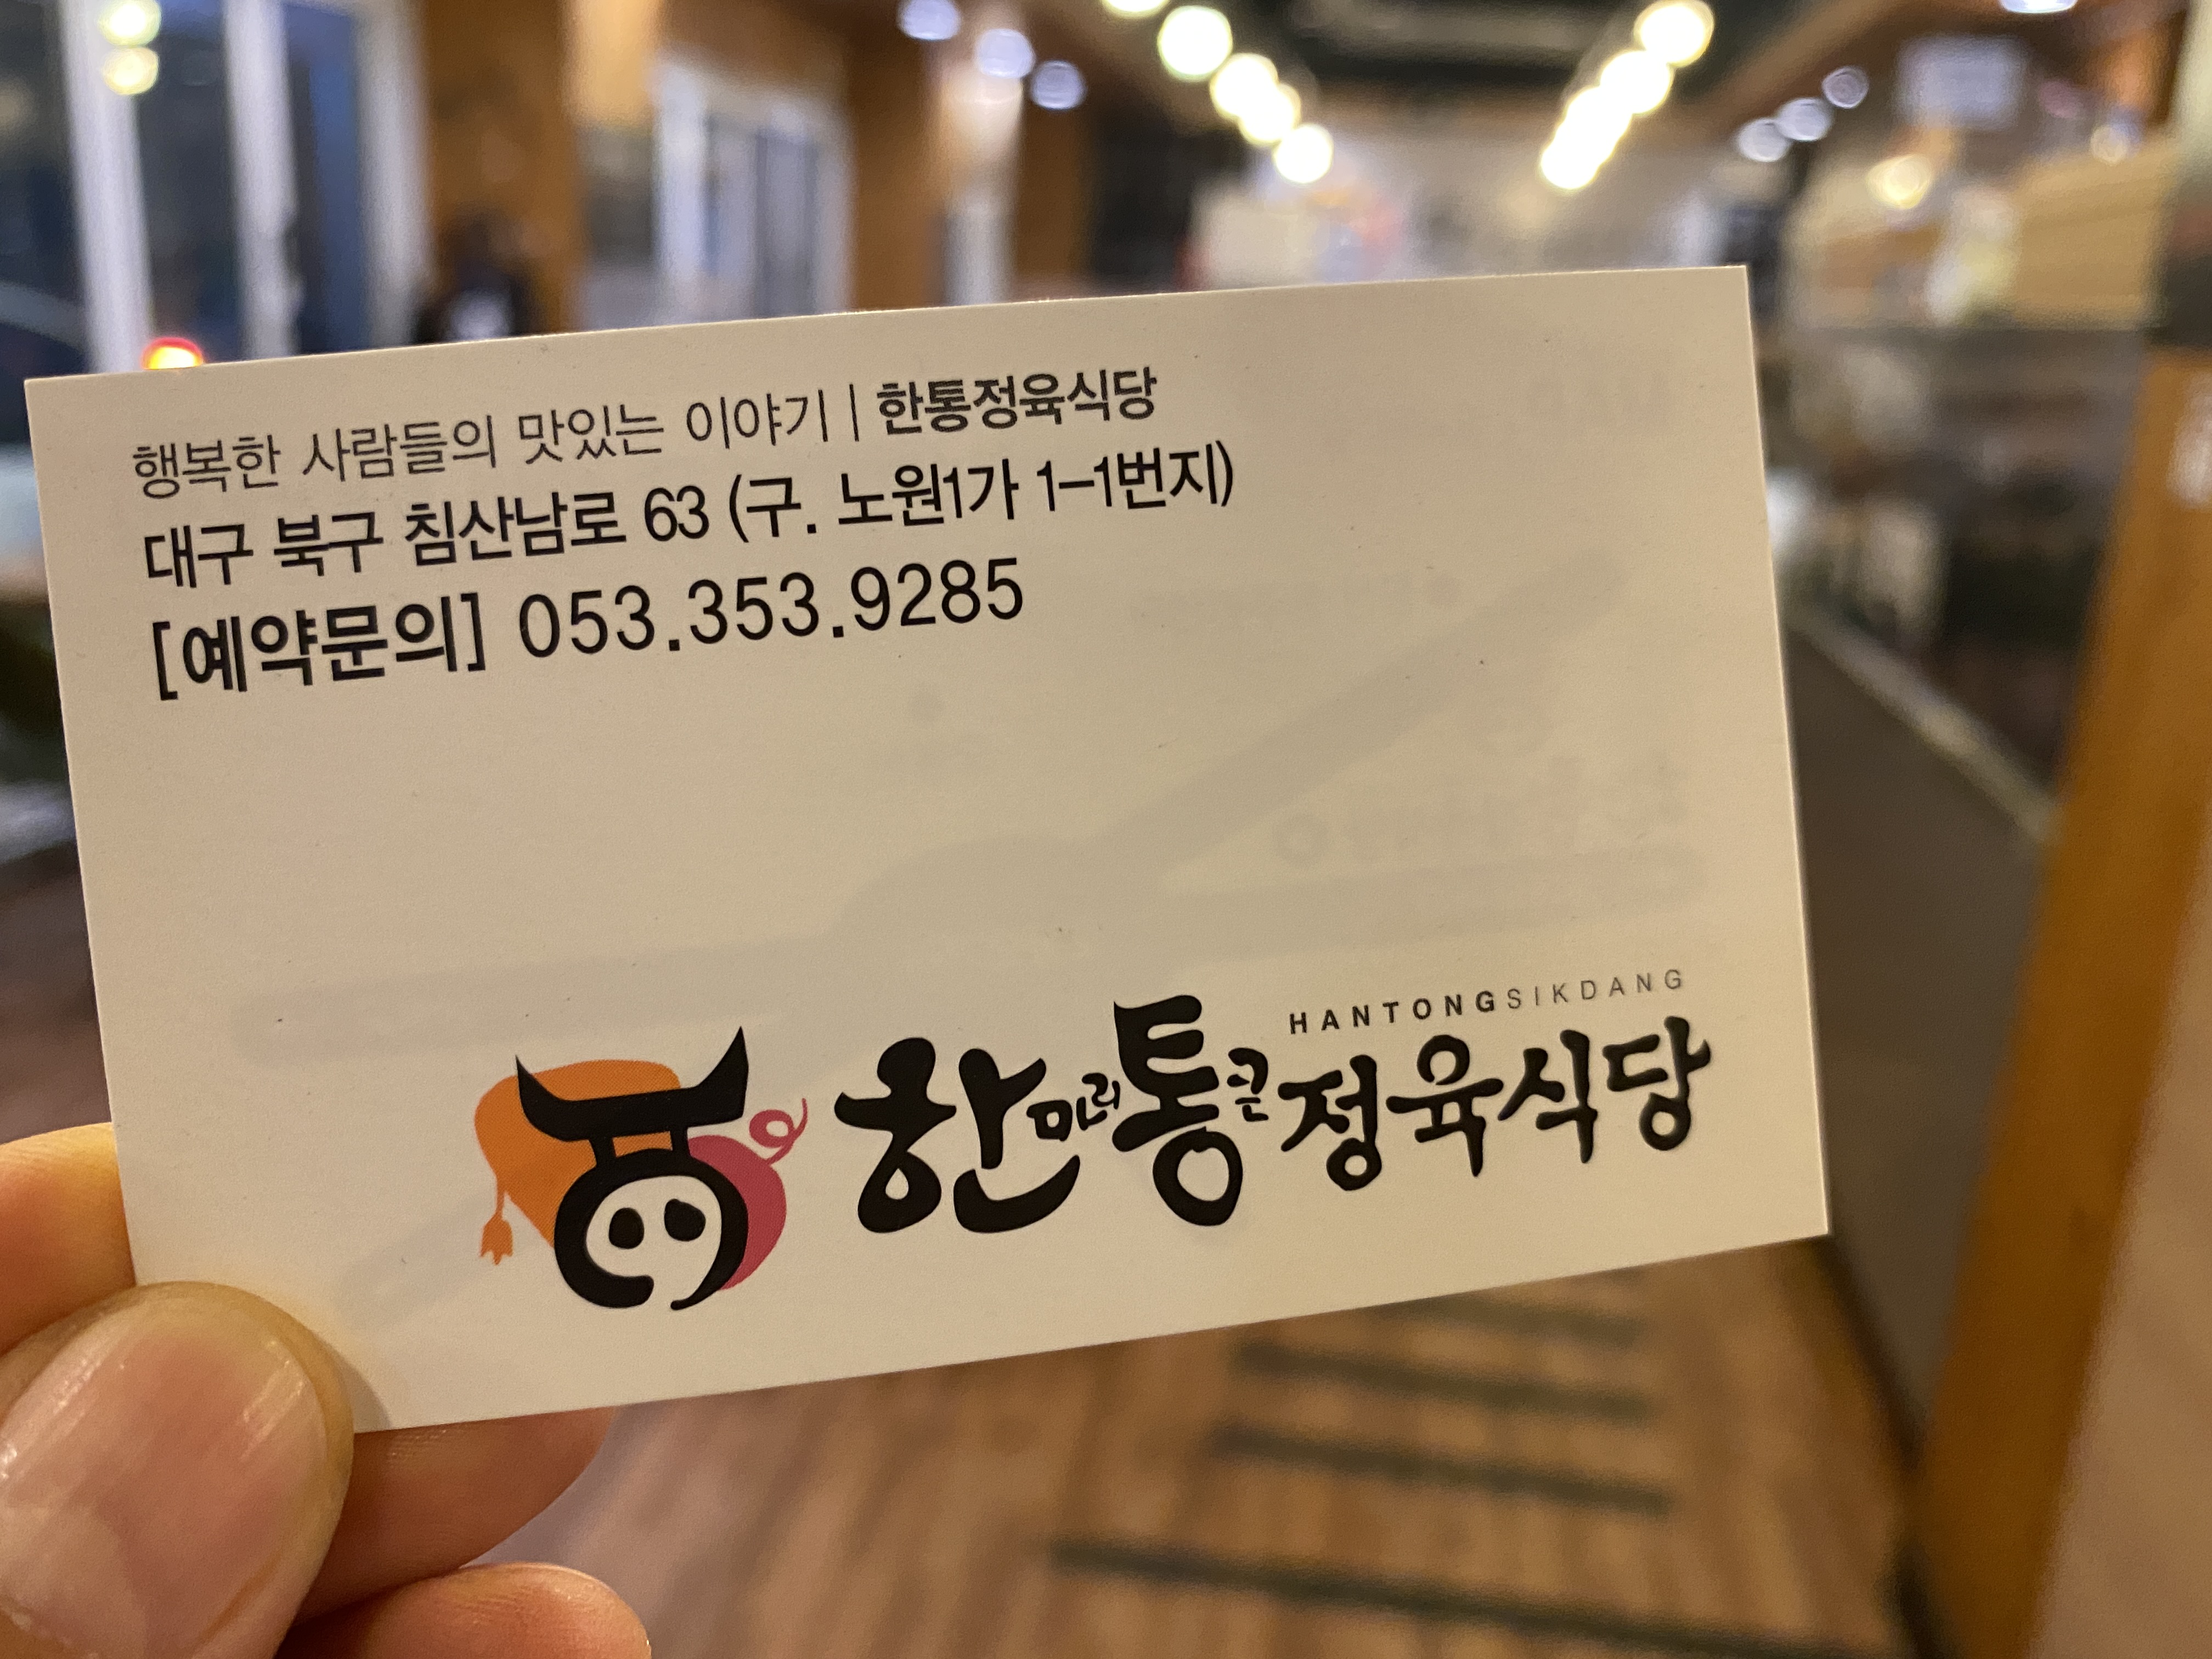 행복한 사람들의 맛있는 이야기 | 한통정육식당
대구 북구 침산남로 63 (구. 노원1가 1-1번지)
[예약문의] 053.353.9285
HANTONGSIKDANG
한마리통큰정육식당